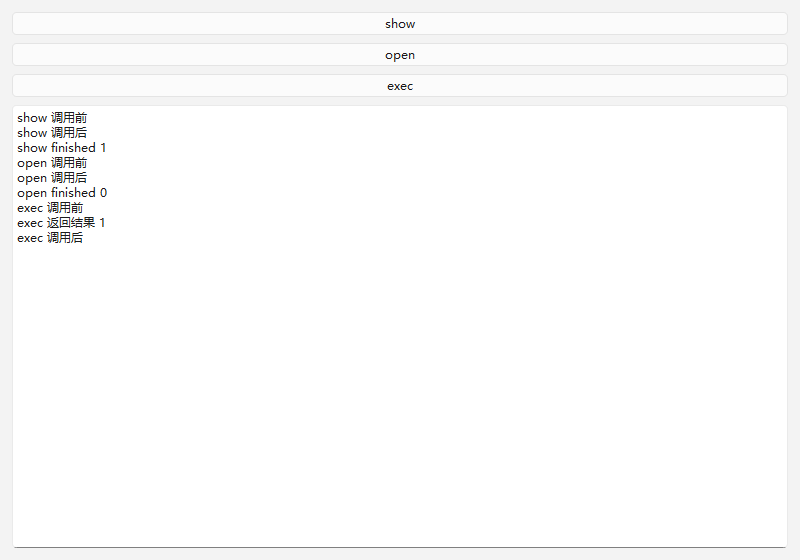 show
open
exec
show 调用前
show 调用后
show finished 1
open 调用前
open 调用后
open finished 0
exec 调用前
exec 返回结果 1
exec 调用后